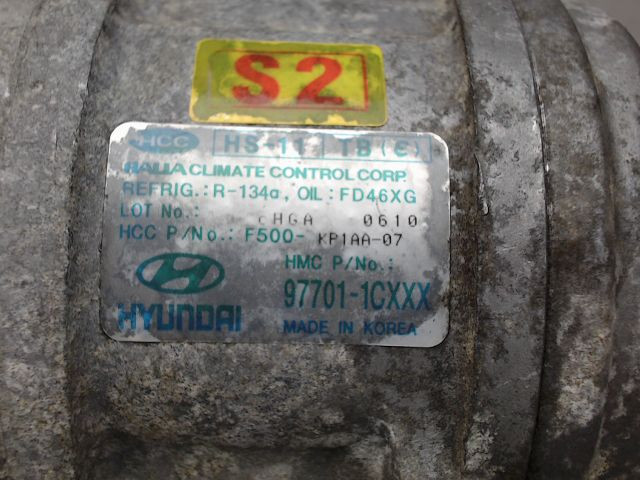 S2
HCC HS-11 TB(E)
HALLA CLIMATE CONTROL CORP.
REFRIG.:R-134a, OIL:FD46XG
LOT No.: CHGA 0610
HCC P/No.: F500-KP1AA-07
HMC P/No.:
97701-1CXXX
HYUNDAI
MADE IN KOREA